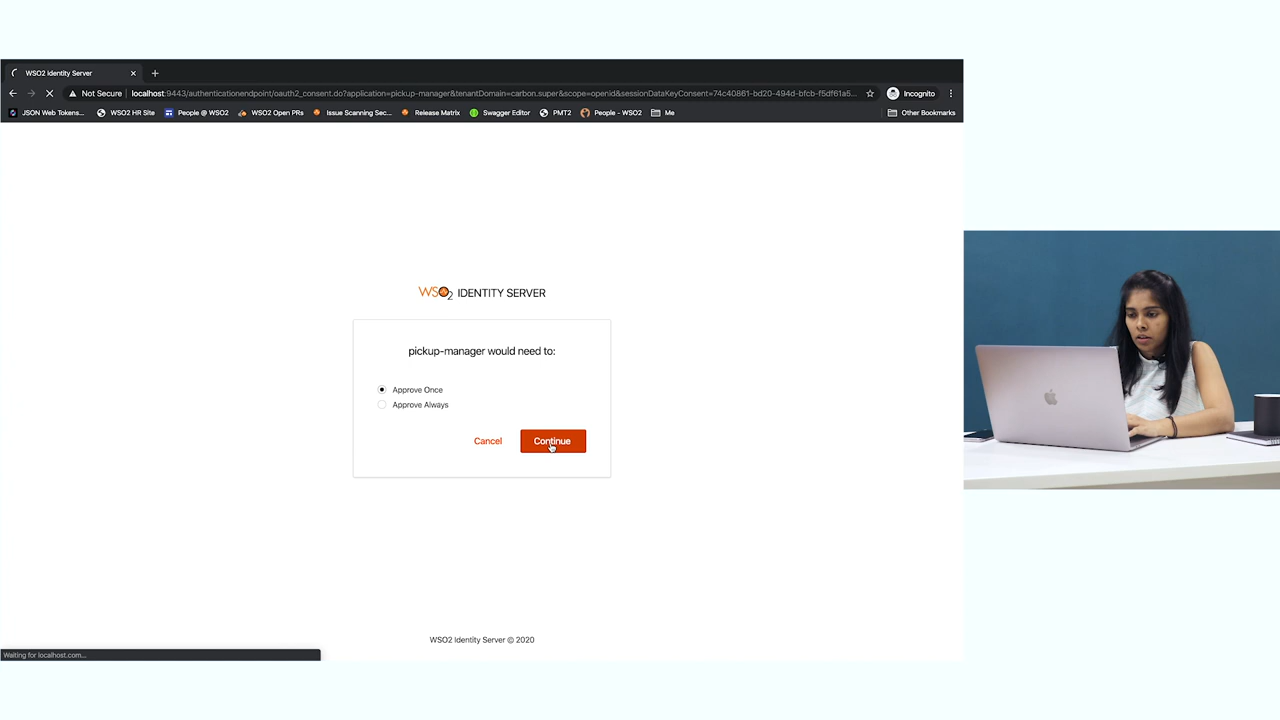 WSO2 Identity Server
Not Secure
localhost:9443/authenticationendpoint/oauth2_consent.do?application=pickup-manager&tenantDomain=carbon.super&scope=openid&sessionDataKeyConsent=74c40861-bd20-494d-bfcb-f5df61a5...
Incognito
JSON Web Tokens...
WSO2 HR Site
People @ WSO2
WSO2 Open PRs
Issue Scanning Sec...
Release Matrix
Swagger Editor
PMT2
People - WSO2
Me
Other Bookmarks
WSO2 IDENTITY SERVER
pickup-manager would need to:
Approve Once
Approve Always
Cancel
Continue
WSO2 Identity Server © 2020
Waiting for localhost.com...